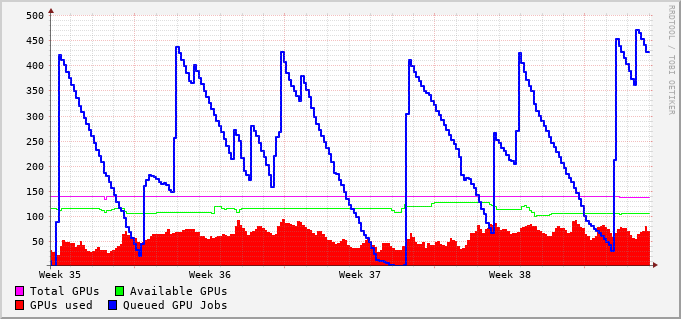 500
450
400
350
300
250
200
150
100
50
Week 35 Week 36 Week 37 Week 38
Total GPUs Available GPUs
GPUs used Queued GPU Jobs
RRDTOOL / TOBI OETIKER